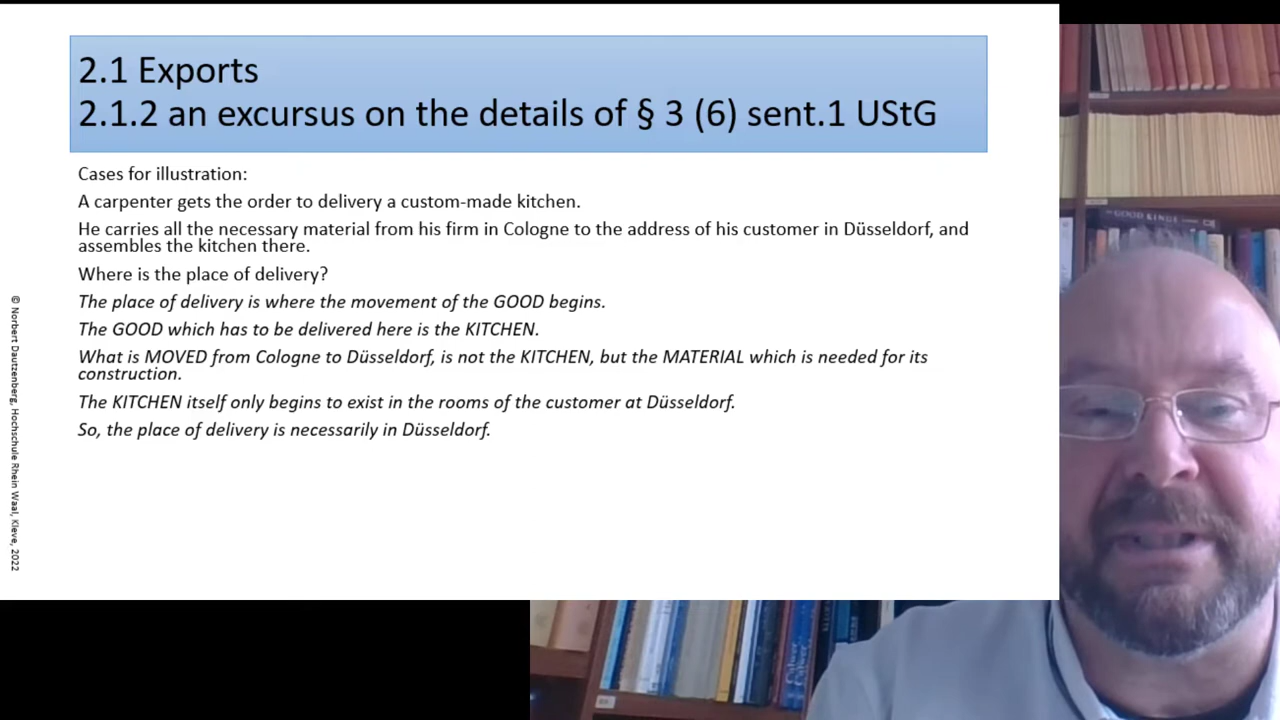 2.1 Exports
2.1.2 an excursus on the details of § 3 (6) sent.1 UStG
Cases for illustration:
A carpenter gets the order to delivery a custom-made kitchen.
He carries all the necessary material from his firm in Cologne to the address of his customer in Düsseldorf, and
assembles the kitchen there.
Where is the place of delivery?
The place of delivery is where the movement of the GOOD begins.
The GOOD which has to be delivered here is the KITCHEN.
What is MOVED from Cologne to Düsseldorf, is not the KITCHEN, but the MATERIAL which is needed for its
construction.
The KITCHEN itself only begins to exist in the rooms of the customer at Düsseldorf.
So, the place of delivery is necessarily in Düsseldorf.
© Norbert Dautzenberg, Hochschule Rhein Waal, Kleve, 2022
GOOD KINGS